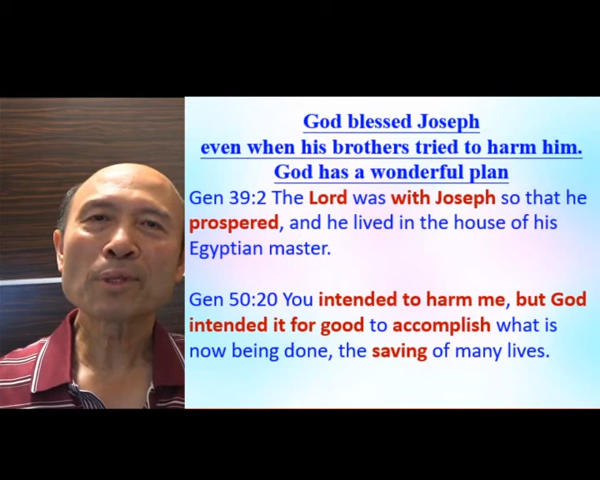 God blessed Joseph
even when his brothers tried to harm him.
God has a wonderful plan
Gen 39:2 The Lord was with Joseph so that he
prospered, and he lived in the house of his
Egyptian master.
Gen 50:20 You intended to harm me, but God
intended it for good to accomplish what is
now being done, the saving of many lives.